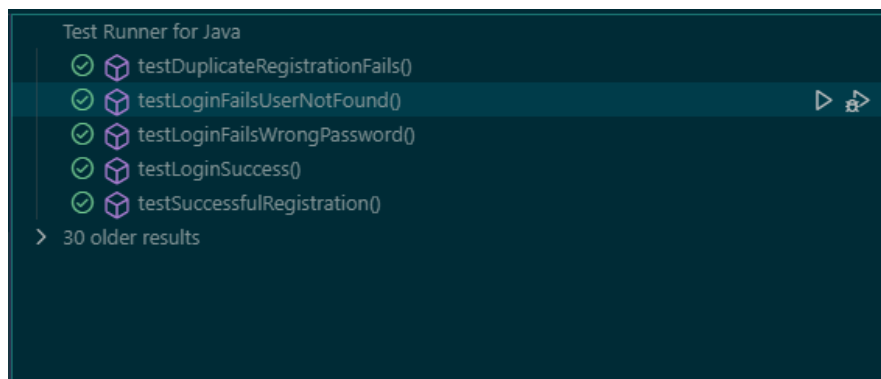 Test Runner for Java
testDuplicateRegistrationFails()
testLoginFailsUserNotFound()
testLoginFailsWrongPassword()
testLoginSuccess()
testSuccessfulRegistration()
30 older results